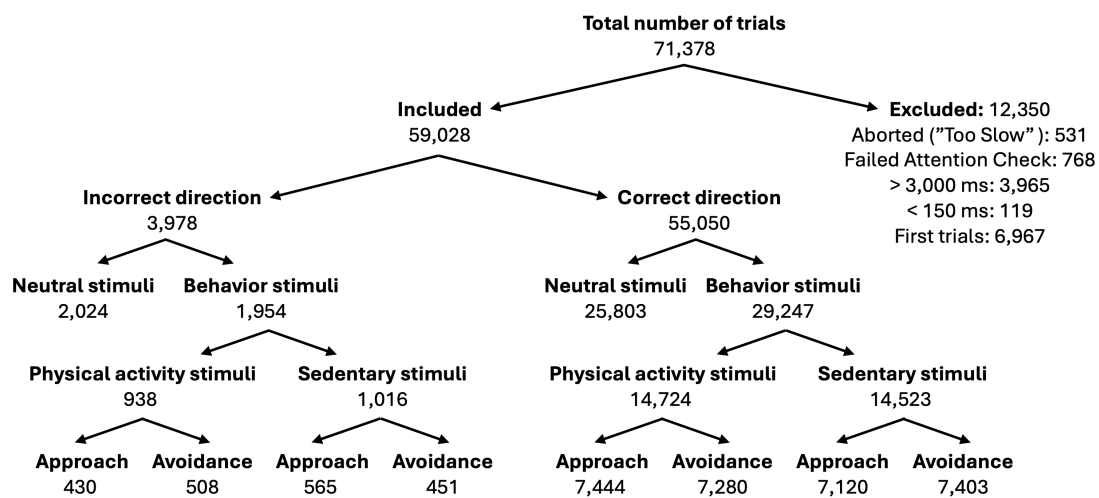 Total number of trials
71,378
Included
59,028
Excluded: 12,350
Aborted ("Too Slow" ): 531
Failed Attention Check: 768
> 3,000 ms: 3,965
< 150 ms: 119
First trials: 6,967
Incorrect direction
3,978
Correct direction
55,050
Neutral stimuli
2,024
Behavior stimuli
1,954
Neutral stimuli
25,803
Behavior stimuli
29,247
Physical activity stimuli
938
Sedentary stimuli
1,016
Physical activity stimuli
14,724
Sedentary stimuli
14,523
Approach
430
Avoidance
508
Approach
565
Avoidance
451
Approach
7,444
Avoidance
7,280
Approach
7,120
Avoidance
7,403